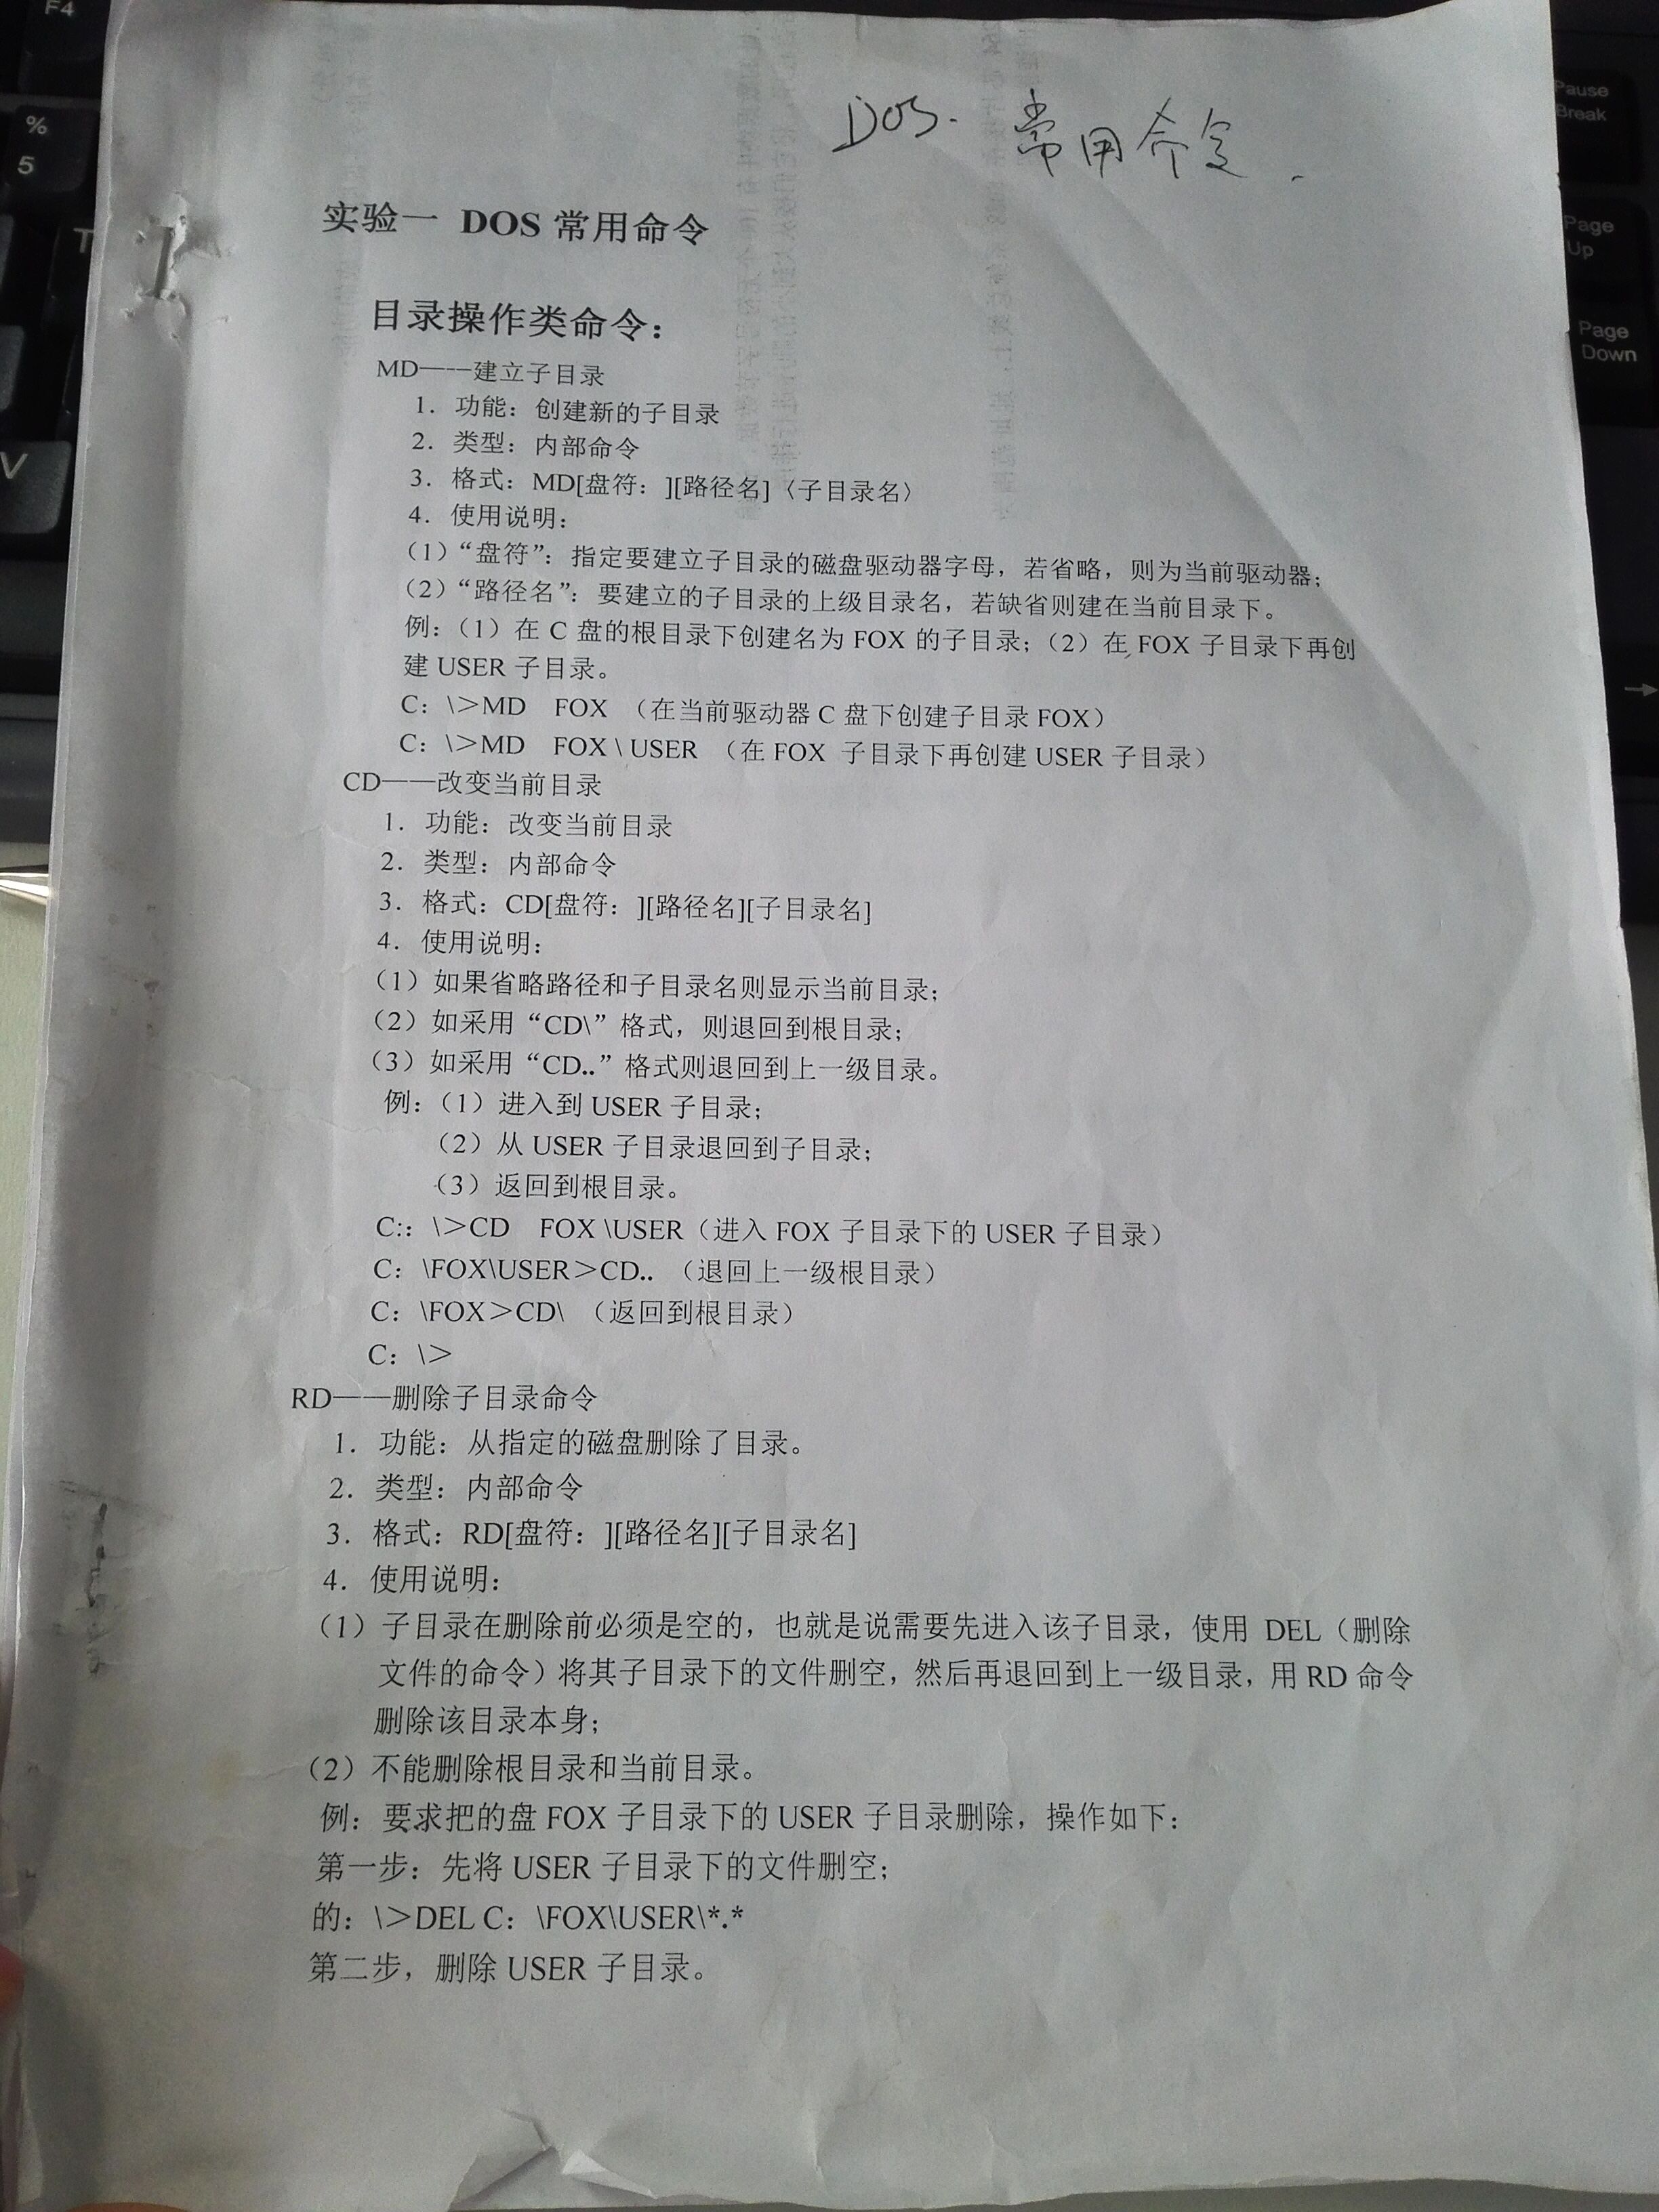 DOS. 常用命令.
实验一 DOS 常用命令
目录操作类命令：
MD——--建立子目录
1．功能：创建新的子目录
2．类型：内部命令
3．格式：MD[盘符：][路径名]〈子目录名〉
4．使用说明：
（1）“盘符”：指定要建立子目录的磁盘驱动器字母，若省略，则为当前驱动器；
（2）“路径名”：要建立的子目录的上级目录名，若缺省则建在当前目录下。
例：（1）在 C 盘的根目录下创建名为 FOX 的子目录；（2）在 FOX 子目录下再创
建 USER 子目录。
C：\＞MD FOX （在当前驱动器 C 盘下创建子目录 FOX）
C：\＞MD FOX \ USER （在 FOX 子目录下再创建 USER 子目录）
CD——改变当前目录
1．功能：改变当前目录
2．类型：内部命令
3．格式：CD[盘符：][路径名][子目录名]
4．使用说明：
（1）如果省略路径和子目录名则显示当前目录；
（2）如采用“CD\”格式，则退回到根目录；
（3）如采用“CD..”格式则退回到上一级目录。
例：（1）进入到 USER 子目录；
（2）从 USER 子目录退回到子目录；
（3）返回到根目录。
C:：\＞CD FOX \USER（进入 FOX 子目录下的 USER 子目录）
C：\FOX\USER＞CD.. （退回上一级根目录）
C：\FOX＞CD\ （返回到根目录）
C：\＞
RD——删除子目录命令
1．功能：从指定的磁盘删除了目录。
2．类型：内部命令
3．格式：RD[盘符：][路径名][子目录名]
4．使用说明：
（1）子目录在删除前必须是空的，也就是说需要先进入该子目录，使用 DEL（删除
文件的命令）将其子目录下的文件删空，然后再退回到上一级目录，用 RD 命令
删除该目录本身；
（2）不能删除根目录和当前目录。
例：要求把的盘 FOX 子目录下的 USER 子目录删除，操作如下：
第一步：先将 USER 子目录下的文件删空；
的：\＞DEL C：\FOX\USER\*.*
第二步，删除 USER 子目录。
F4
%
5
T
V
Pause
Break
Page
Up
Page
Down
→